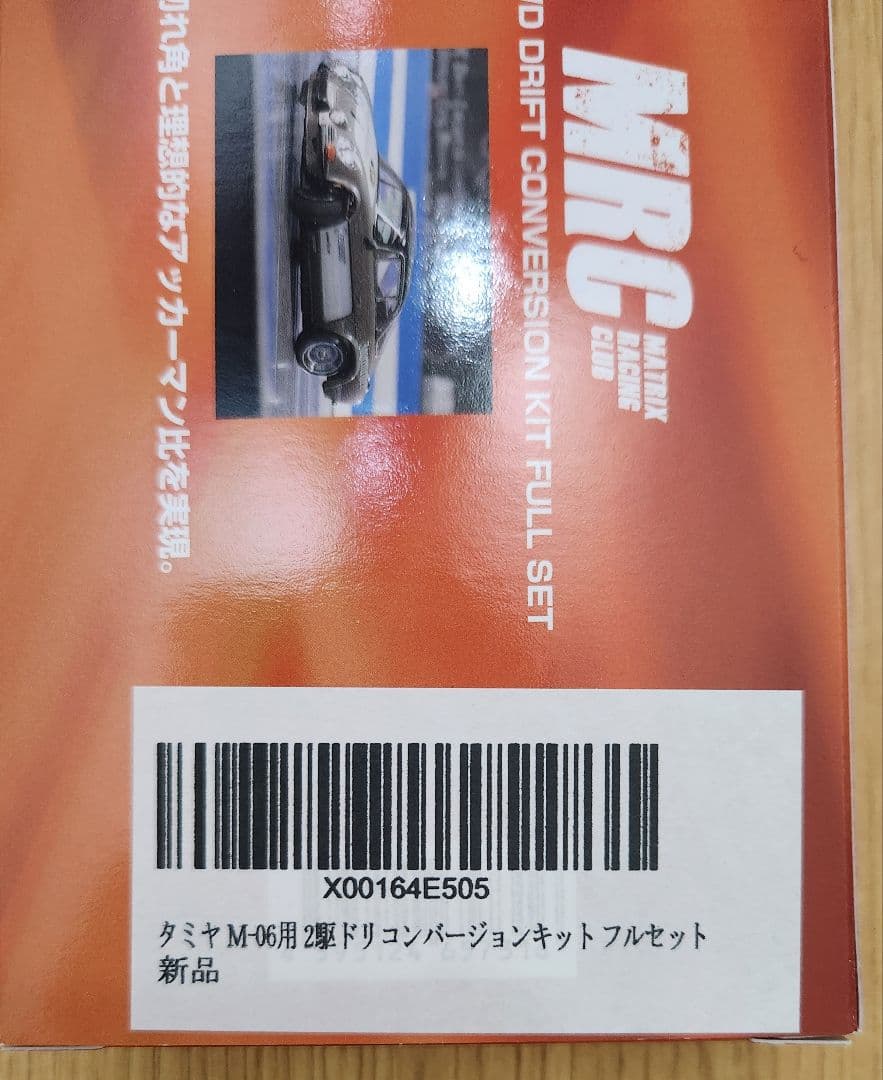 MRC
MATRIX
RACING
CLUB
WD DRIFT CONVERSION KIT FULL SET
切れ角と理想的なアッカーマン比を実現。
X00164E505
タミヤ M-06用 2駆ドリコンバージョンキット フルセット
新品